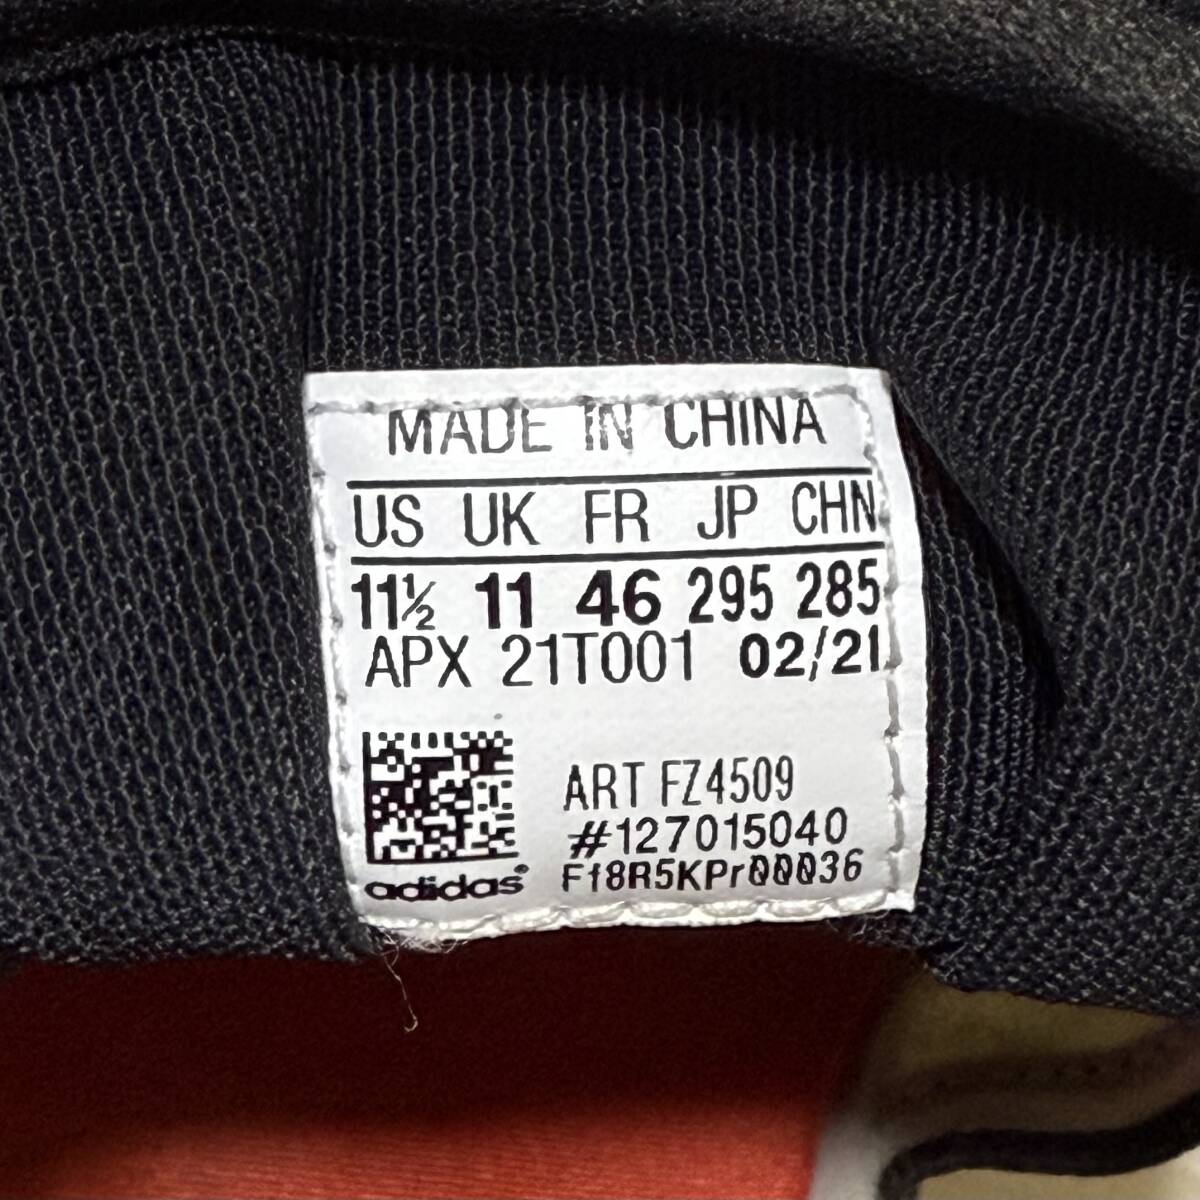 MADE IN CHINA
US UK FR JP CHN
11½ 11 46 295 285
APX 21T001 02/21
ART FZ4509
#127015040
Ff8R5KPr00036
adidas®